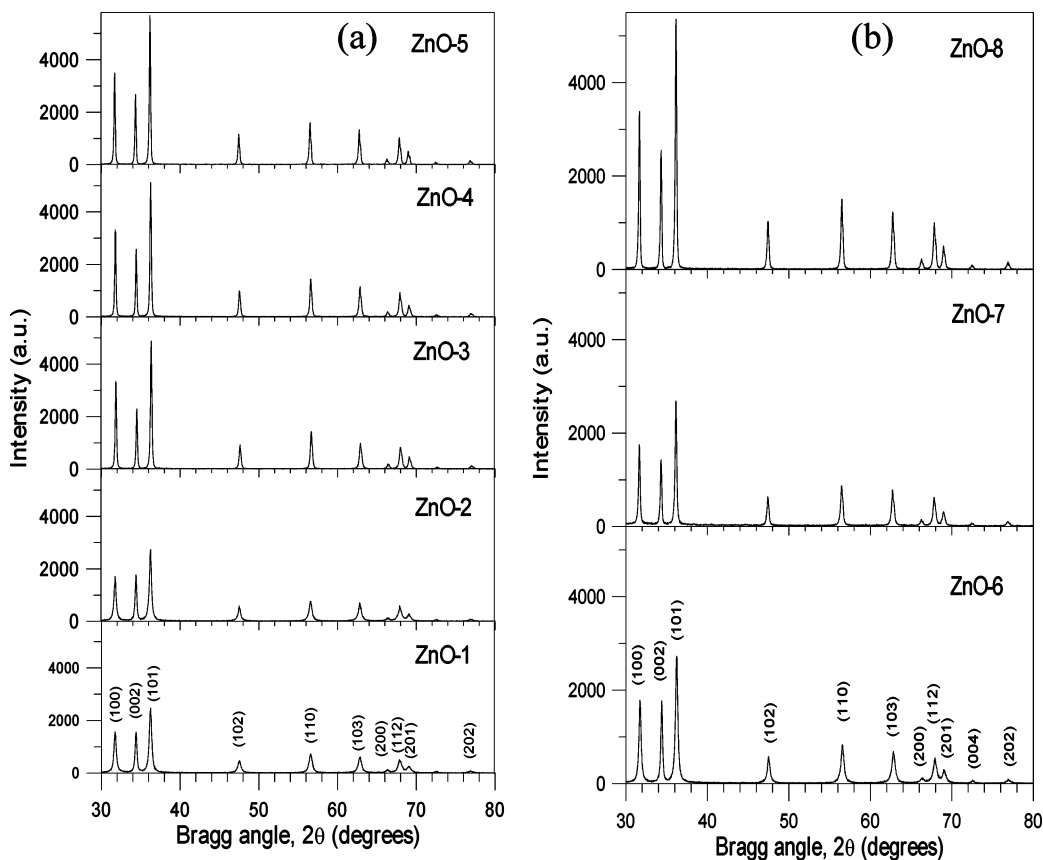 (a)
ZnO-5
4000
2000
0
ZnO-4
4000
2000
0
ZnO-3
4000
2000
0
ZnO-2
4000
2000
0
ZnO-1
4000
2000
0
(100)
(002)
(101)
(102)
(110)
(103)
(200)
(112)
(201)
(202)
30 40 50 60 70 80
Bragg angle, 2θ (degrees)
Intensity (a.u.)
(b)
ZnO-8
4000
2000
0
ZnO-7
4000
2000
0
ZnO-6
4000
2000
0
(100)
(002)
(101)
(102)
(110)
(103)
(200)
(112)
(201)
(004)
(202)
30 40 50 60 70 80
Bragg angle, 2θ (degrees)
Intensity (a.u.)